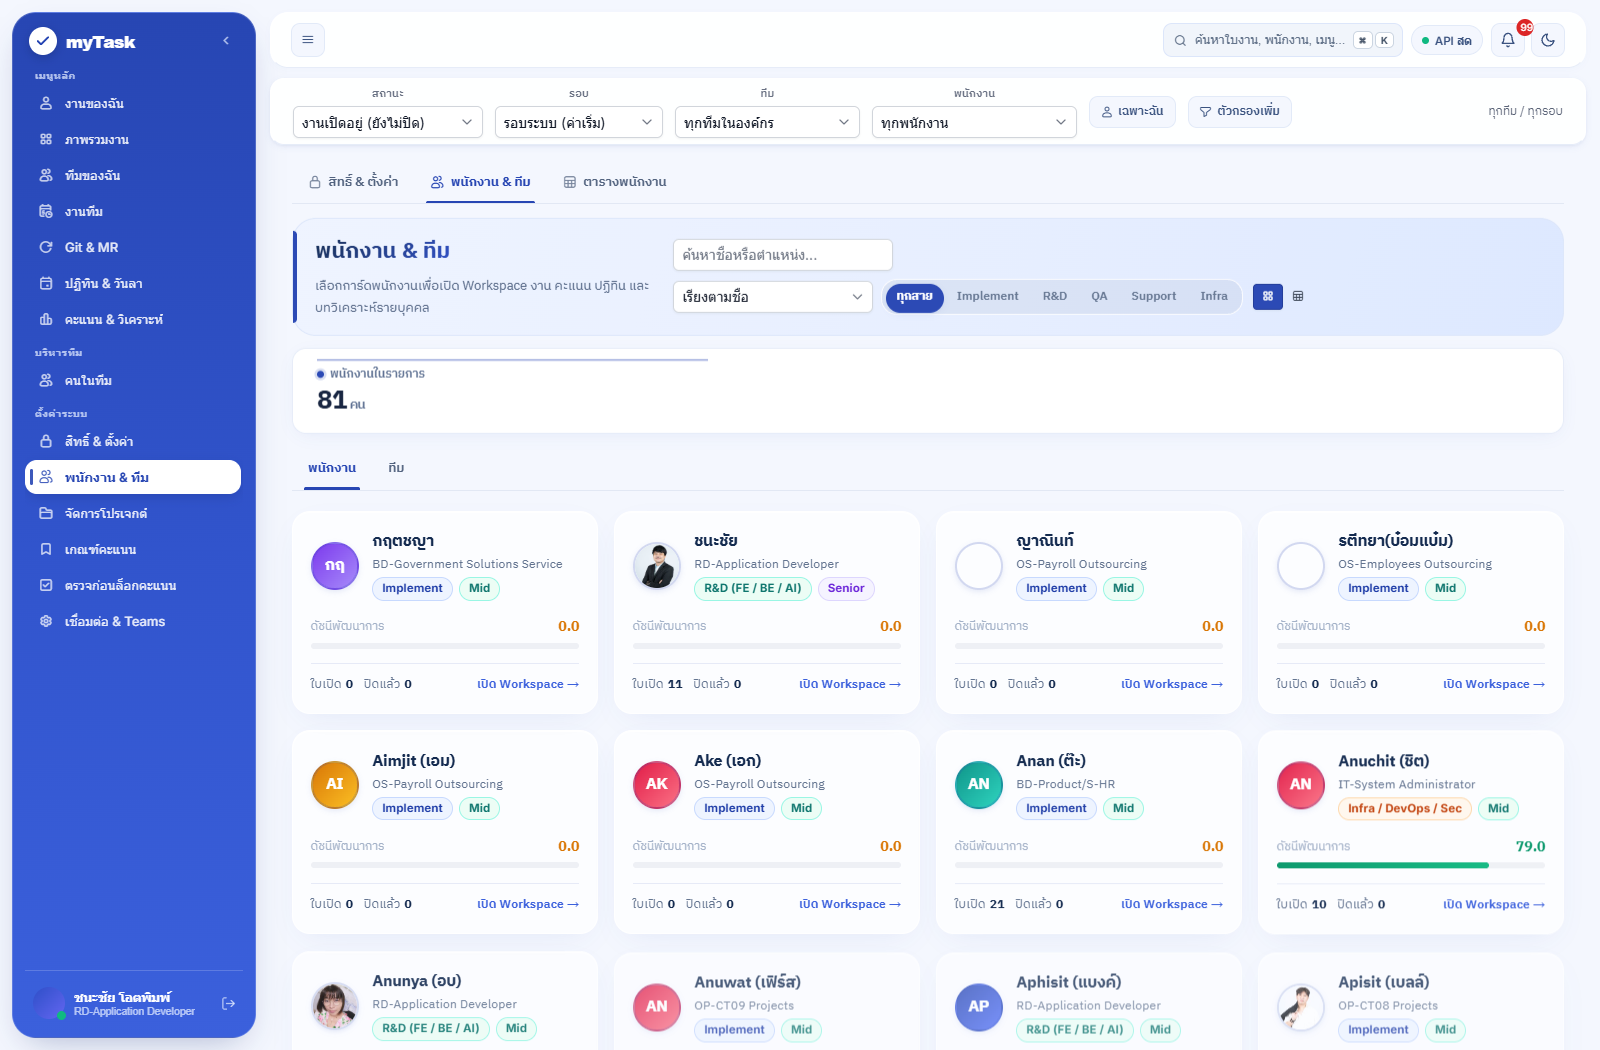 myTask
เมนูหลัก
งานของฉัน
ภาพรวมงาน
ทีมของฉัน
งานทีม
Git & MR
ปฏิทิน & วันลา
คะแนน & วิเคราะห์
บริหารทีม
คนในทีม
ตั้งค่าระบบ
สิทธิ์ & ตั้งค่า
พนักงาน & ทีม
จัดการโปรเจกต์
เกณฑ์คะแนน
ตรวจก่อนล็อกคะแนน
เชื่อมต่อ & Teams
ชนะชัย โอดพิมพ์
RD-Application Developer
ค้นหาใบงาน, พนักงาน, เมนู... ⌘ K
API สด
99
สถานะ รอบ ทีม พนักงาน
งานเปิดอยู่ (ยังไม่ปิด) รอบระบบ (ค่าเริ่ม) ทุกทีมในองค์กร ทุกพนักงาน เฉพาะฉัน ตัวกรองเพิ่ม ทุกทีม / ทุกรอบ
สิทธิ์ & ตั้งค่า พนักงาน & ทีม ตารางพนักงาน
พนักงาน & ทีม
เลือกการ์ดพนักงานเพื่อเปิด Workspace งาน คะแนน ปฏิทิน และ
บทวิเคราะห์รายบุคคล
ค้นหาชื่อหรือตำแหน่ง...
เรียงตามชื่อ ทุกสาย Implement R&D QA Support Infra
พนักงานในรายการ
81 คน
พนักงาน ทีม
กฤ
กฤตชญา
BD-Government Solutions Service
Implement Mid
ดัชนีพัฒนาการ 0.0
ใบเปิด 0 ปิดแล้ว 0 เปิด Workspace →
ชนะชัย
RD-Application Developer
R&D (FE / BE / AI) Senior
ดัชนีพัฒนาการ 0.0
ใบเปิด 11 ปิดแล้ว 0 เปิด Workspace →
ญาณินท์
OS-Payroll Outsourcing
Implement Mid
ดัชนีพัฒนาการ 0.0
ใบเปิด 0 ปิดแล้ว 0 เปิด Workspace →
รตีทยา(บ๋อมแบ๋ม)
OS-Employees Outsourcing
Implement Mid
ดัชนีพัฒนาการ 0.0
ใบเปิด 0 ปิดแล้ว 0 เปิด Workspace →
AI
Aimjit (เอม)
OS-Payroll Outsourcing
Implement Mid
ดัชนีพัฒนาการ 0.0
ใบเปิด 0 ปิดแล้ว 0 เปิด Workspace →
AK
Ake (เอก)
OS-Payroll Outsourcing
Implement Mid
ดัชนีพัฒนาการ 0.0
ใบเปิด 0 ปิดแล้ว 0 เปิด Workspace →
AN
Anan (ต๊ะ)
BD-Product/S-HR
Implement Mid
ดัชนีพัฒนาการ 0.0
ใบเปิด 21 ปิดแล้ว 0 เปิด Workspace →
AN
Anuchit (ชิต)
IT-System Administrator
Infra / DevOps / Sec Mid
ดัชนีพัฒนาการ 79.0
ใบเปิด 10 ปิดแล้ว 0 เปิด Workspace →
Anunya (อบ)
RD-Application Developer
R&D (FE / BE / AI) Mid
AN
Anuwat (เฟิร์ส)
OP-CT09 Projects
Implement Mid
AP
Aphisit (แบงค์)
RD-Application Developer
R&D (FE / BE / AI) Mid
Apisit (เบลล์)
OP-CT08 Projects
Implement Mid